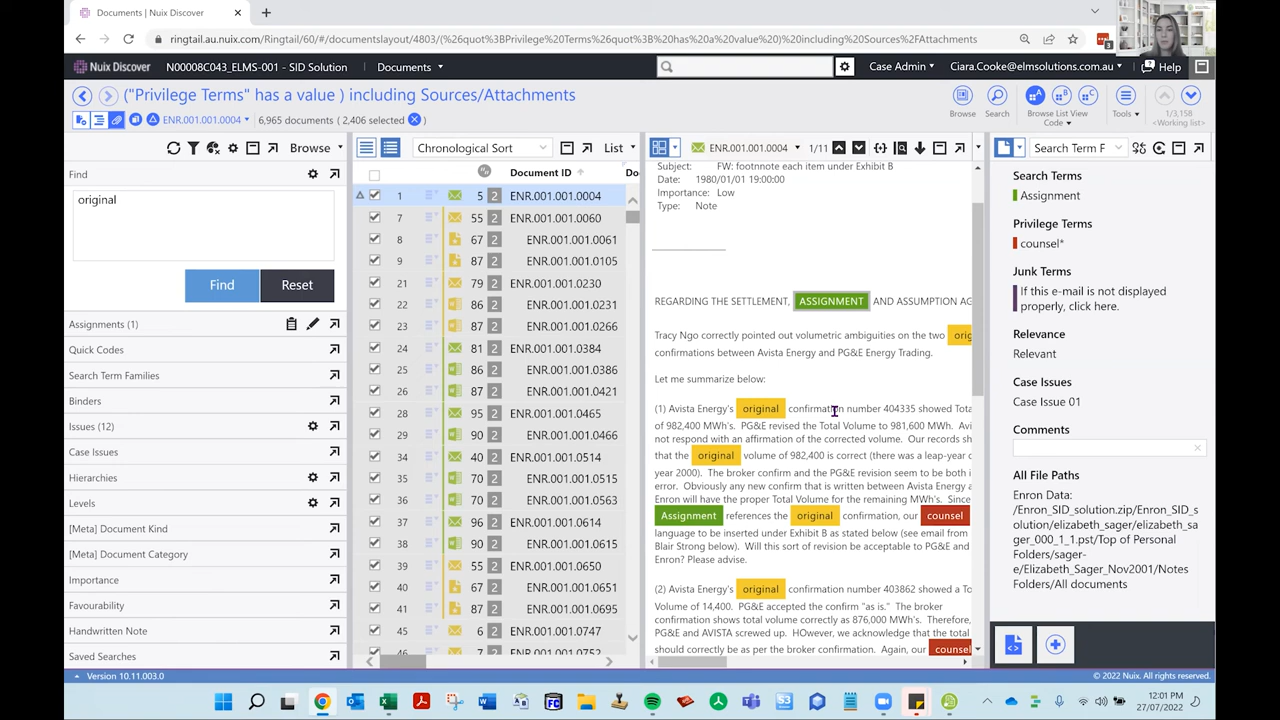 Documents | Nuix Discover
ringtail.au.nuix.com/Ringtail/60/#/documentslayout/4863/(%26quot%3BPrivilege%20Terms%26quot%3B%20has%20a%20value%20)%20including%20Sources%2FAttachments
Nuix Discover N00008C043_ELMS-001 - SID Solution Documents Case Admin Ciara.Cooke@elmsolutions.com.au Help
("Privilege Terms" has a value ) including Sources/Attachments
ENR.001.001.0004 6,965 documents ( 2,406 selected )
Browse Search Browse List View Code Tools 1/3,158 <Working list>
Browse
Find
original
Find Reset
Assignments (1)
Quick Codes
Search Term Families
Binders
Issues (12)
Case Issues
Hierarchies
Levels
[Meta] Document Kind
[Meta] Document Category
Importance
Favourability
Handwritten Note
Saved Searches
Chronological Sort List
Document ID Do
1 5 2 ENR.001.001.0004
7 55 2 ENR.001.001.0060
8 67 2 ENR.001.001.0061
9 87 2 ENR.001.001.0105
21 79 2 ENR.001.001.0230
22 86 2 ENR.001.001.0231
23 87 2 ENR.001.001.0266
24 81 2 ENR.001.001.0384
25 86 2 ENR.001.001.0386
26 87 2 ENR.001.001.0421
28 95 2 ENR.001.001.0465
29 90 2 ENR.001.001.0466
34 40 2 ENR.001.001.0514
35 70 2 ENR.001.001.0515
36 70 2 ENR.001.001.0563
37 96 2 ENR.001.001.0614
38 90 2 ENR.001.001.0615
39 55 2 ENR.001.001.0650
40 67 2 ENR.001.001.0651
41 87 2 ENR.001.001.0695
45 6 2 ENR.001.001.0747
46 7 2 ENR.001.001.0752
ENR.001.001.0004 1/11
Subject: FW: footnote each item under Exhibit B
Date: 1980/01/01 19:00:00
Importance: Low
Type: Note
REGARDING THE SETTLEMENT, ASSIGNMENT AND ASSUMPTION AG
Tracy Ngo correctly pointed out volumetric ambiguities on the two orig
confirmations between Avista Energy and PG&E Energy Trading.
Let me summarize below:
(1) Avista Energy's original confirmation number 404335 showed Tota
of 982,400 MWh's. PG&E revised the Total Volume to 981,600 MWh. Avi
not respond with an affirmation of the corrected volume. Our records sh
that the original volume of 982,400 is correct (there was a leap-year d
year 2000). The broker confirm and the PG&E revision seem to be both i
error. Obviously any new confirm that is written between Avista Energy a
Enron will have the proper Total Volume for the remaining MWh's. Since
Assignment references the original confirmation, our counsel
language to be inserted under Exhibit B as stated below (see email from
Blair Strong below). Will this sort of revision be acceptable to PG&E and
Enron? Please advise.
(2) Avista Energy's original confirmation number 403862 showed a Tot
Volume of 14,400. PG&E accepted the confirm "as is." The broker
confirmation shows total volume correctly as 876,000 MWh's. Therefore,
PG&E and AVISTA screwed up. HOwever, we acknowledge that the total
should correctly be as per the broker confirmation. Again, our counsel
Search Term F
Search Terms
Assignment
Privilege Terms
counsel*
Junk Terms
If this e-mail is not displayed
properly, click here.
Relevance
Relevant
Case Issues
Case Issue 01
Comments
All File Paths
Enron Data:
/Enron_SID_solution.zip/Enron_SID_s
olution/elizabeth_sager/elizabeth_sa
ger_000_1_1.pst/Top of Personal
Folders/sager-
e/Elizabeth_Sager_Nov2001/Notes
Folders/All documents
Version 10.11.003.0 © 2022 Nuix. All rights reserved.
12:01 PM
27/07/2022